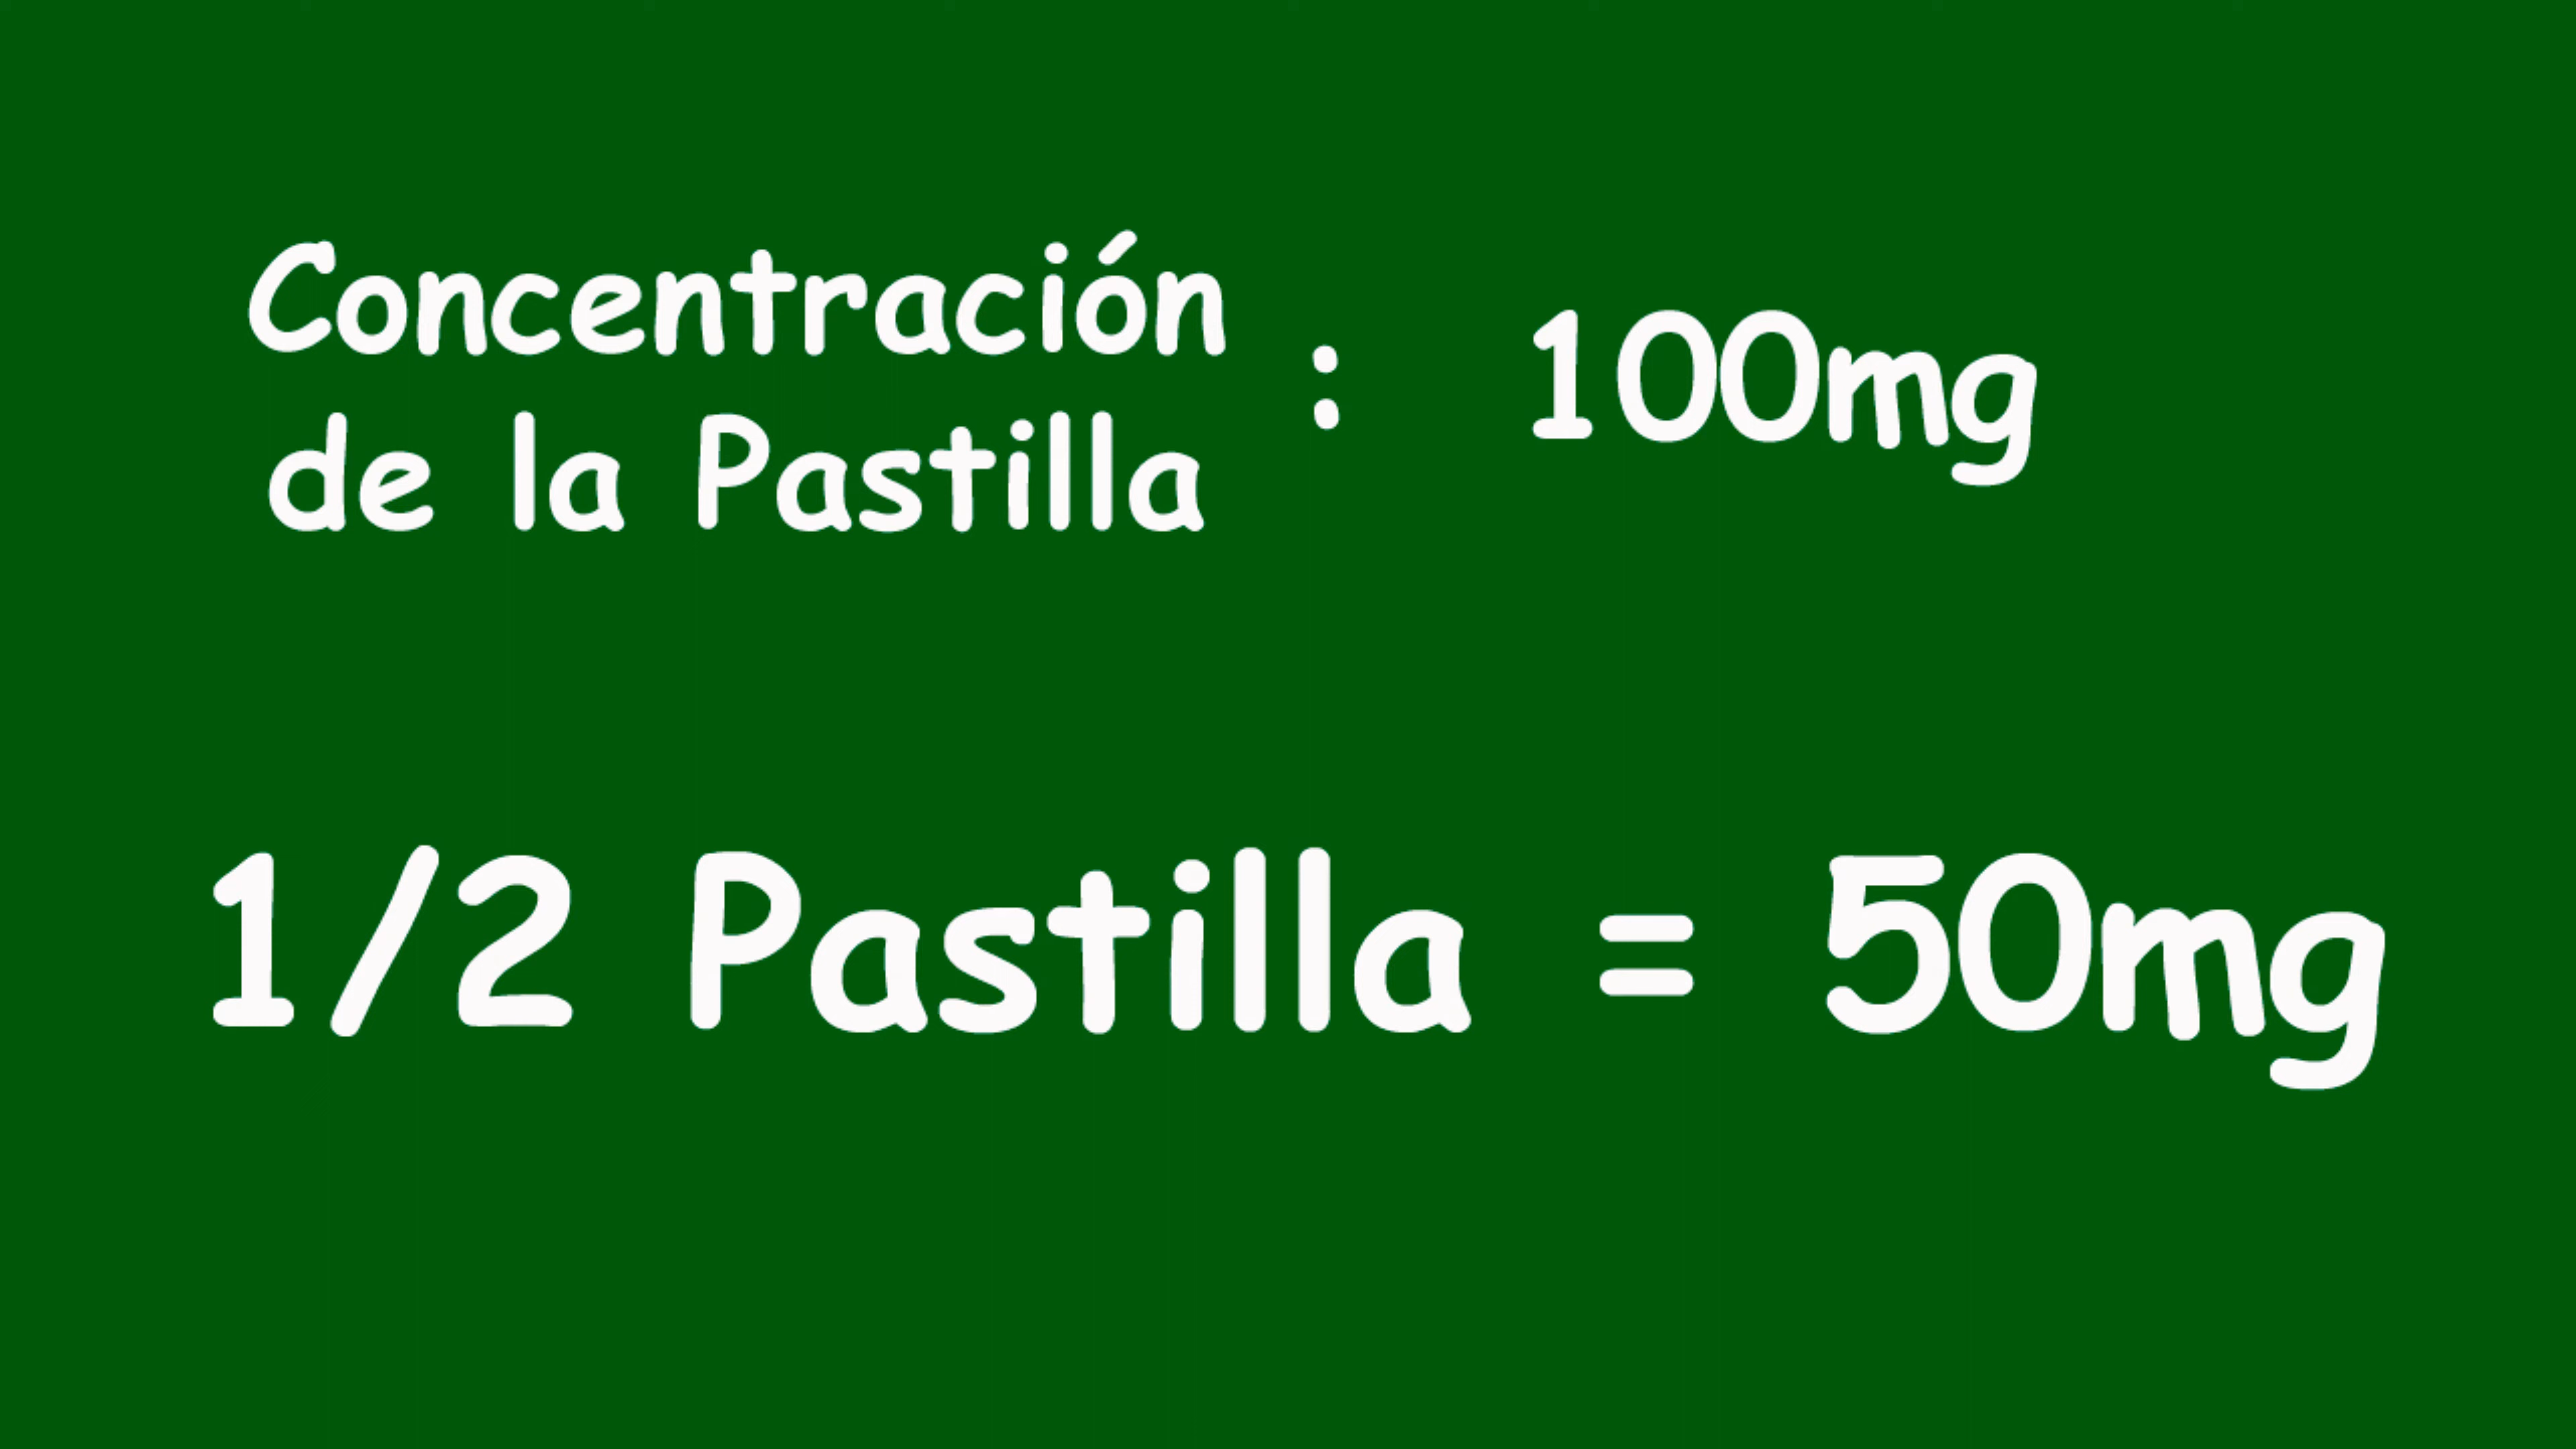 Concentración
de la Pastilla : 100mg
1/2 Pastilla = 50mg